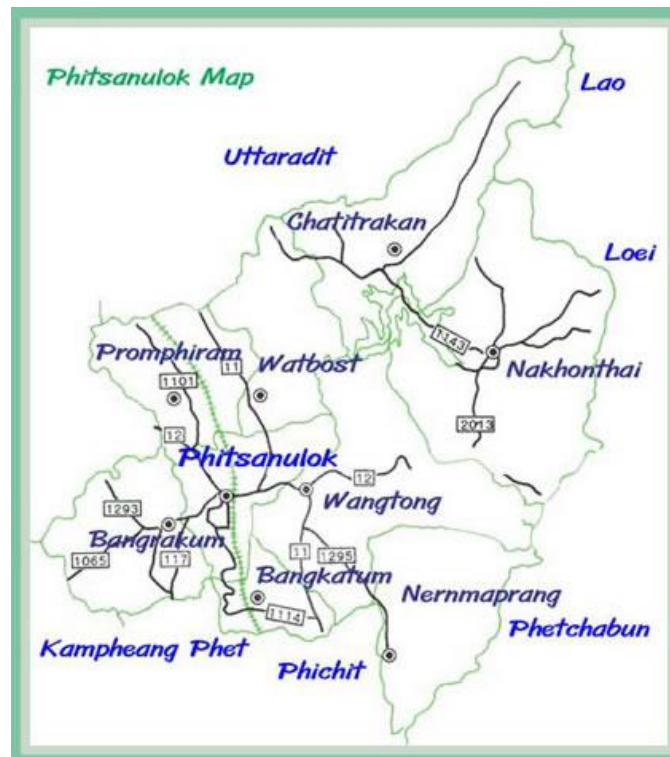 Phitsanulok Map
Lao
Uttaradit
Chatitrakan
Loei
1143
Promphiram
11
Watbost
Nakhonthai
1101
2013
12
Phitsanulok
12
Wangtong
1293
Bangrakum
11
1295
1065
117
Bangkatum
Nernmaprang
1114
Phetchabun
Kampheang Phet
Phichit